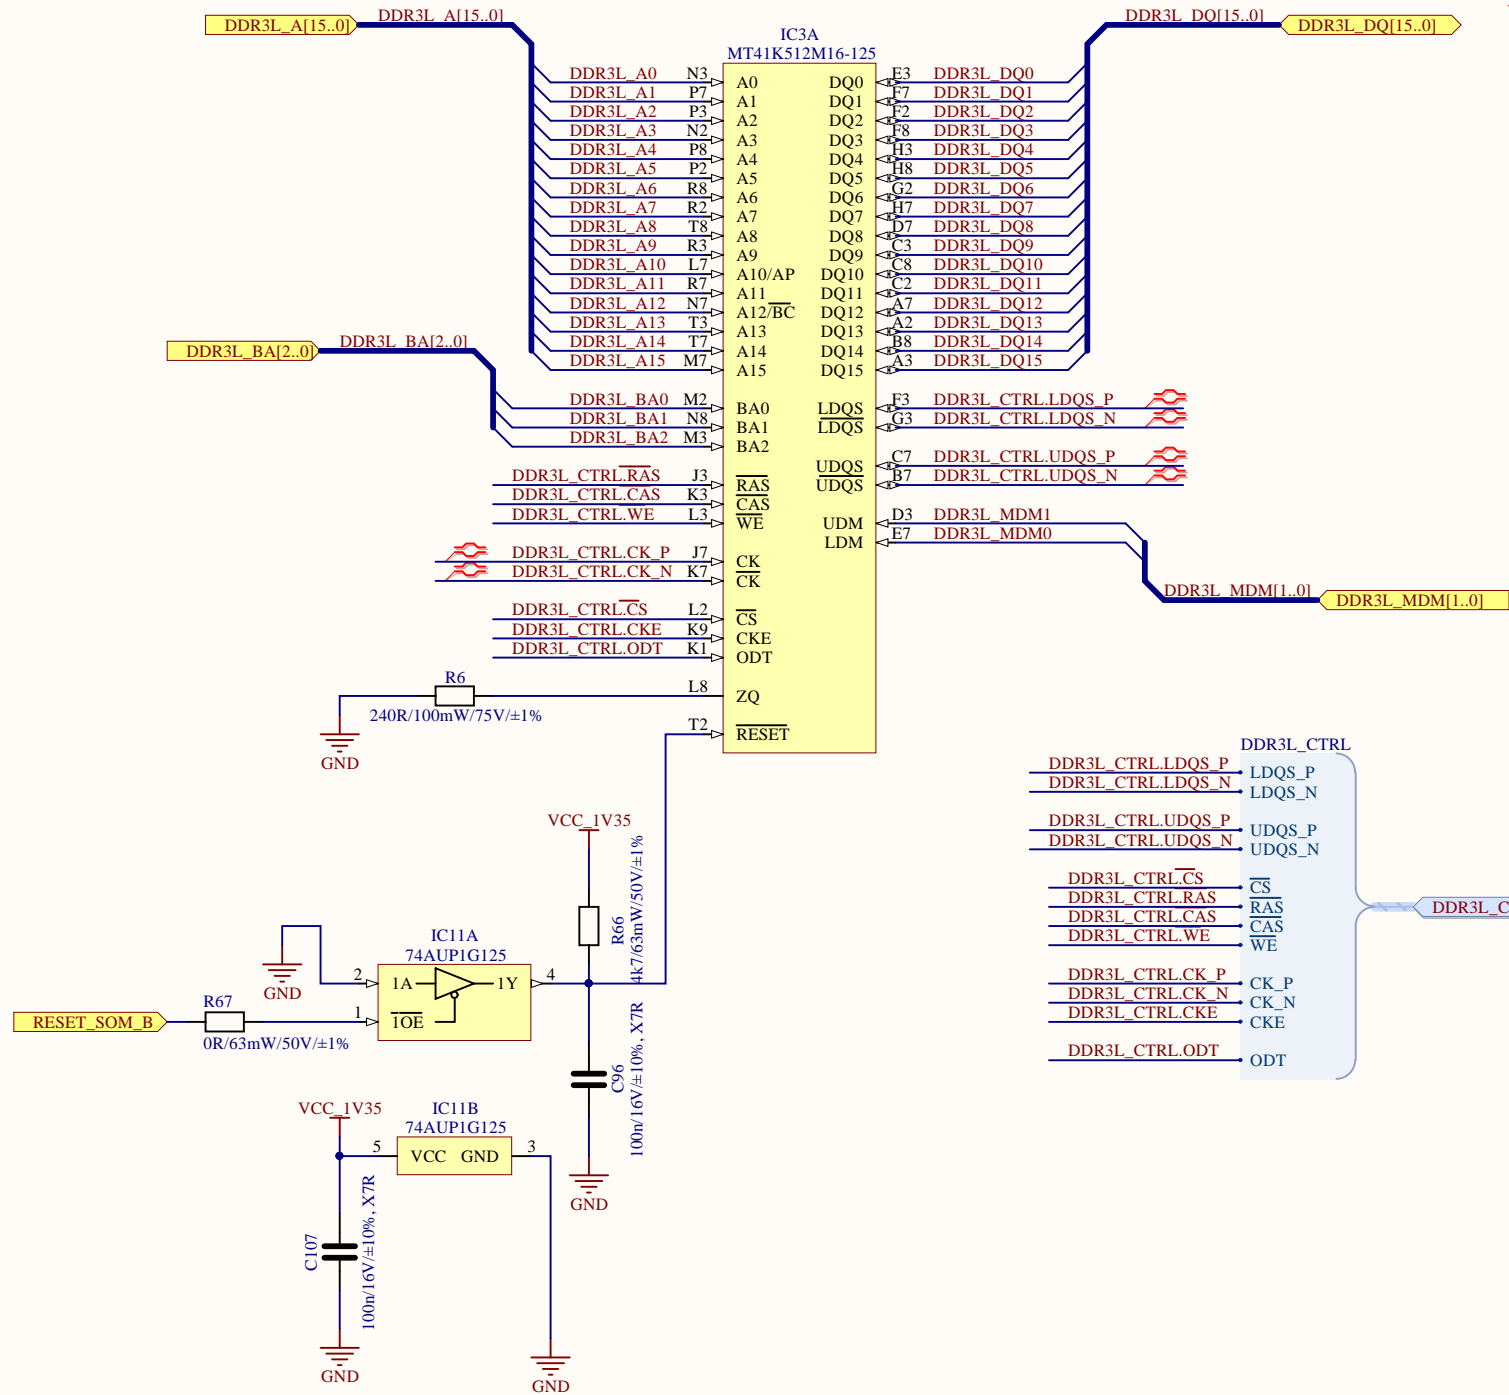 DDR3L_A[15..0]
DDR3L_A[15..0]
DDR3L_DQ[15..0]
DDR3L_DQ[15..0]
IC3A
MT41K512M16-125
DDR3L_A0 N3 A0 DQ0 E3 DDR3L_DQ0
DDR3L_A1 P7 A1 DQ1 F7 DDR3L_DQ1
DDR3L_A2 P3 A2 DQ2 F2 DDR3L_DQ2
DDR3L_A3 N2 A3 DQ3 F8 DDR3L_DQ3
DDR3L_A4 P8 A4 DQ4 H3 DDR3L_DQ4
DDR3L_A5 P2 A5 DQ5 H8 DDR3L_DQ5
DDR3L_A6 R8 A6 DQ6 G2 DDR3L_DQ6
DDR3L_A7 R2 A7 DQ7 H7 DDR3L_DQ7
DDR3L_A8 T8 A8 DQ8 D7 DDR3L_DQ8
DDR3L_A9 R3 A9 DQ9 C3 DDR3L_DQ9
DDR3L_A10 L7 A10/AP DQ10 C8 DDR3L_DQ10
DDR3L_A11 R7 A11 DQ11 C2 DDR3L_DQ11
DDR3L_A12 N7 A12/BC DQ12 A7 DDR3L_DQ12
DDR3L_A13 T3 A13 DQ13 A2 DDR3L_DQ13
DDR3L_A14 T7 A14 DQ14 B8 DDR3L_DQ14
DDR3L_A15 M7 A15 DQ15 A3 DDR3L_DQ15
DDR3L_BA[2..0]
DDR3L_BA[2..0]
DDR3L_BA0 M2 BA0 LDQS F3 DDR3L_CTRL.LDQS_P
DDR3L_BA1 N8 BA1 LDQS G3 DDR3L_CTRL.LDQS_N
DDR3L_BA2 M3 BA2
UDQS C7 DDR3L_CTRL.UDQS_P
DDR3L_CTRL.RAS J3 RAS UDQS B7 DDR3L_CTRL.UDQS_N
DDR3L_CTRL.CAS K3 CAS
DDR3L_CTRL.WE L3 WE UDM D3 DDR3L_MDM1
LDM E7 DDR3L_MDM0
DDR3L_CTRL.CK_P J7 CK
DDR3L_CTRL.CK_N K7 CK
DDR3L_MDM[1..0]
DDR3L_MDM[1..0]
DDR3L_CTRL.CS L2 CS
DDR3L_CTRL.CKE K9 CKE
DDR3L_CTRL.ODT K1 ODT
R6
240R/100mW/75V/±1%
L8 ZQ
GND
T2 RESET
DDR3L_CTRL
DDR3L_CTRL.LDQS_P LDQS_P
DDR3L_CTRL.LDQS_N LDQS_N
DDR3L_CTRL.UDQS_P UDQS_P
DDR3L_CTRL.UDQS_N UDQS_N
DDR3L_CTRL.CS CS
DDR3L_CTRL.RAS RAS
DDR3L_CTRL.CAS CAS
DDR3L_CTRL.WE WE
DDR3L_C
DDR3L_CTRL.CK_P CK_P
DDR3L_CTRL.CK_N CK_N
DDR3L_CTRL.CKE CKE
DDR3L_CTRL.ODT ODT
VCC_1V35
R66
4k7/63mW/50V/±1%
IC11A
74AUP1G125
2 1A 1Y 4
GND
RESET_SOM_B
R67
0R/63mW/50V/±1%
1 1OE
C96
100n/16V/±10%, X7R
GND
VCC_1V35
IC11B
74AUP1G125
5 VCC GND 3
C107
100n/16V/±10%, X7R
GND
GND